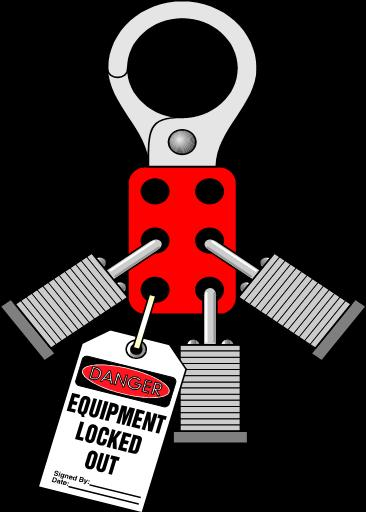 DANGER
EQUIPMENT
LOCKED
OUT
Signed By:
Date: